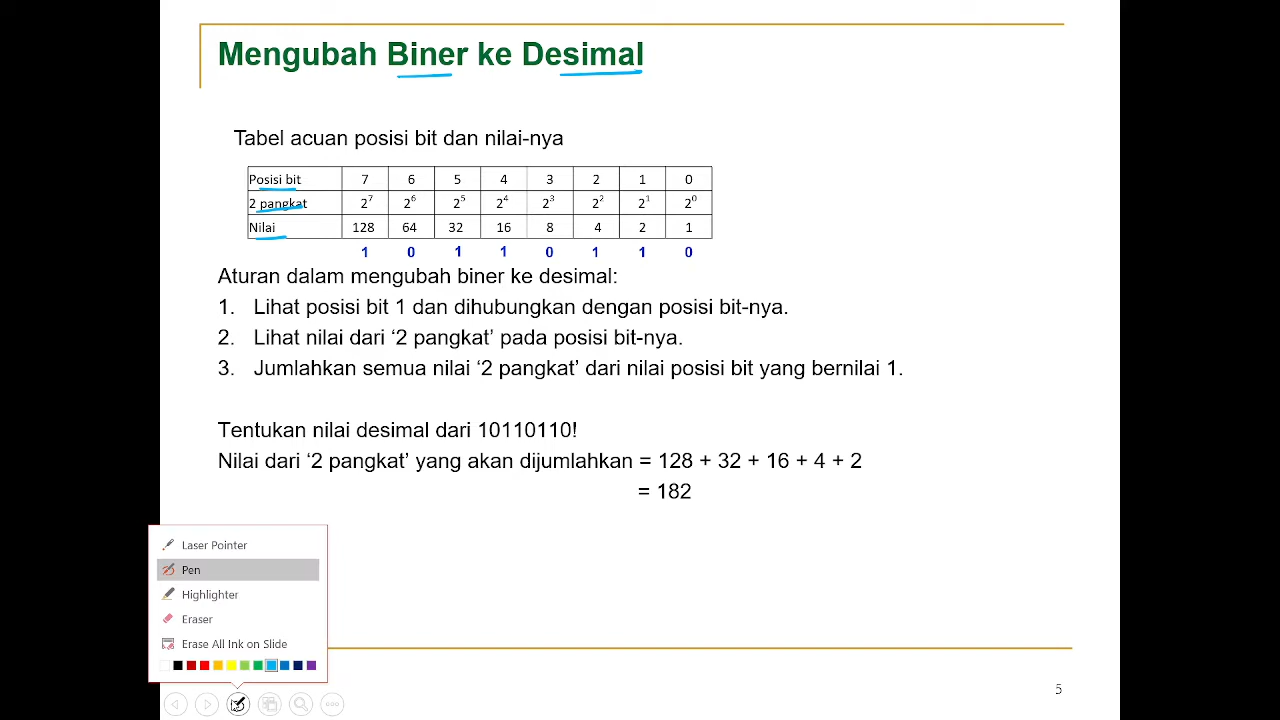 Mengubah Biner ke Desimal
Tabel acuan posisi bit dan nilai-nya
Posisi bit 7 6 5 4 3 2 1 0
2 pangkat 2⁷ 2⁶ 2⁵ 2⁴ 2³ 2² 2¹ 2⁰
Nilai 128 64 32 16 8 4 2 1
1 0 1 1 0 1 1 0
Aturan dalam mengubah biner ke desimal:
1. Lihat posisi bit 1 dan dihubungkan dengan posisi bit-nya.
2. Lihat nilai dari ‘2 pangkat’ pada posisi bit-nya.
3. Jumlahkan semua nilai ‘2 pangkat’ dari nilai posisi bit yang bernilai 1.
Tentukan nilai desimal dari 10110110!
Nilai dari ‘2 pangkat’ yang akan dijumlahkan = 128 + 32 + 16 + 4 + 2
= 182
Laser Pointer
Pen
Highlighter
Eraser
Erase All Ink on Slide
5